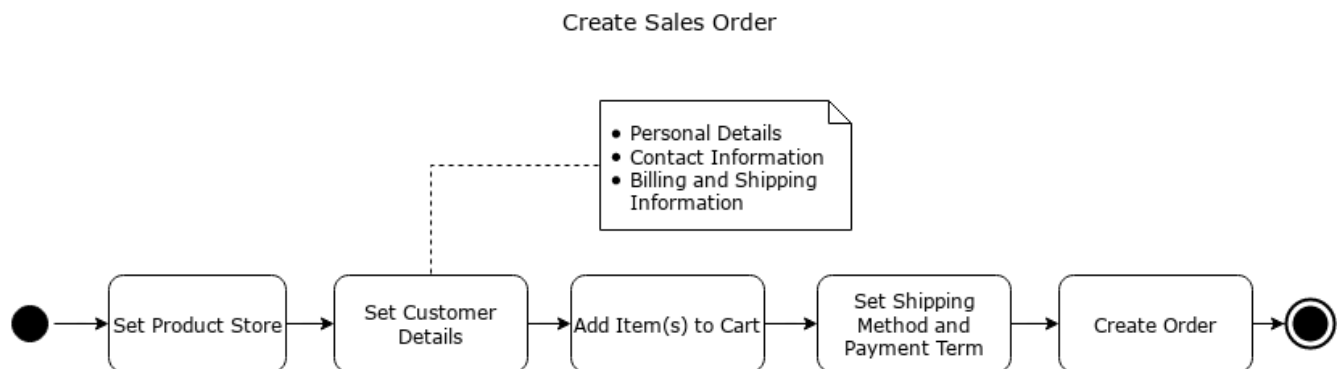 Create Sales Order
• Personal Details
• Contact Information
• Billing and Shipping
Information
Set Product Store
Set Customer
Details
Add Item(s) to Cart
Set Shipping
Method and
Payment Term
Create Order